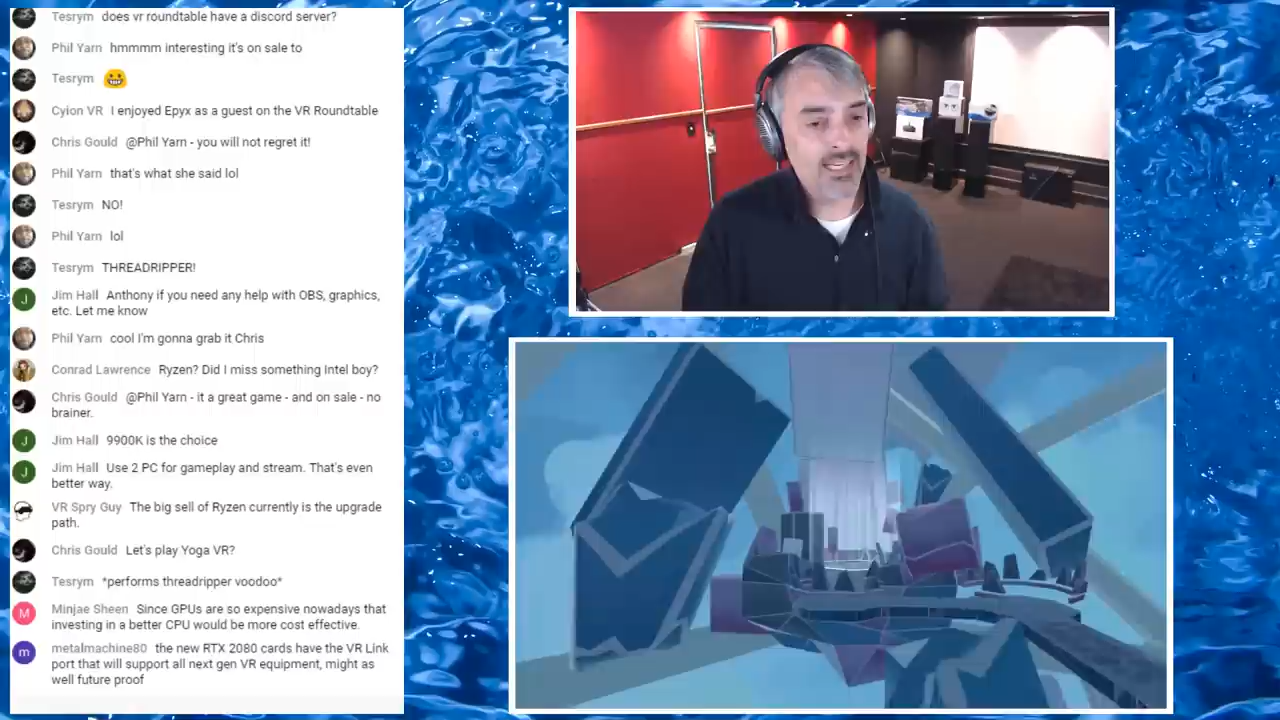 Tesrym does vr roundtable have a discord server?
Phil Yarn hmmmm interesting it's on sale to
Tesrym 😀
Cyion VR I enjoyed Epyx as a guest on the VR Roundtable
Chris Gould @Phil Yarn - you will not regret it!
Phil Yarn that's what she said lol
Tesrym NO!
Phil Yarn lol
Tesrym THREADRIPPER!
J
Jim Hall Anthony if you need any help with OBS, graphics,
etc. Let me know
Phil Yarn cool I'm gonna grab it Chris
Conrad Lawrence Ryzen? Did I miss something Intel boy?
Chris Gould @Phil Yarn - it a great game - and on sale - no
brainer.
J
Jim Hall 9900K is the choice
J
Jim Hall Use 2 PC for gameplay and stream. That's even
better way.
VR Spry Guy The big sell of Ryzen currently is the upgrade
path.
Chris Gould Let's play Yoga VR?
Tesrym *performs threadripper voodoo*
M
Minjae Sheen Since GPUs are so expensive nowadays that
investing in a better CPU would be more cost effective.
m
metalmachine80 the new RTX 2080 cards have the VR Link
port that will support all next gen VR equipment, might as
well future proof